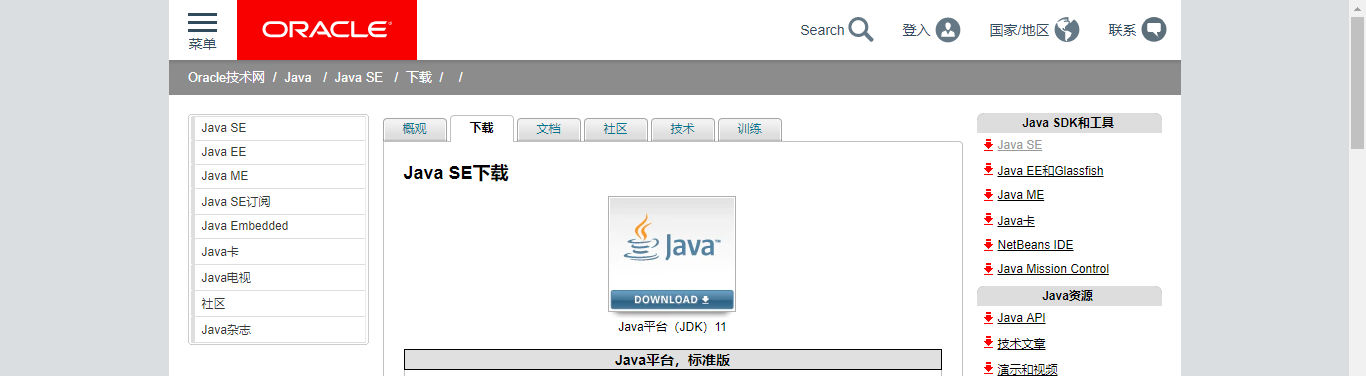 菜单
ORACLE
Search
登入
国家/地区
联系
Oracle技术网 / Java / Java SE / 下载 / /
Java SE
Java EE
Java ME
Java SE订阅
Java Embedded
Java卡
Java电视
社区
Java杂志
概观
下载
文档
社区
技术
训练
Java SE下载
Java™
DOWNLOAD
Java平台（JDK）11
Java平台，标准版
Java SDK和工具
Java SE
Java EE和Glassfish
Java ME
Java卡
NetBeans IDE
Java Mission Control
Java资源
Java API
技术文章
演示和视频